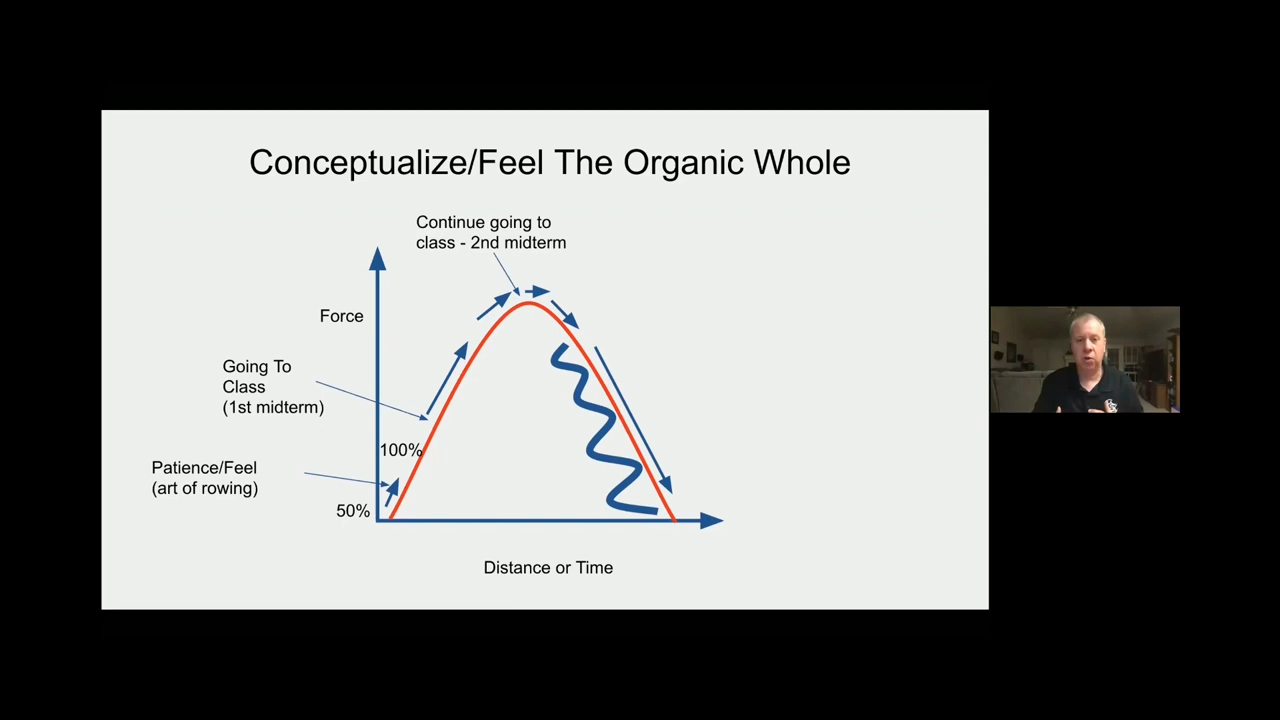 Conceptualize/Feel The Organic Whole
Continue going to
class - 2nd midterm
Force
Going To
Class
(1st midterm)
100%
Patience/Feel
(art of rowing)
50%
Distance or Time